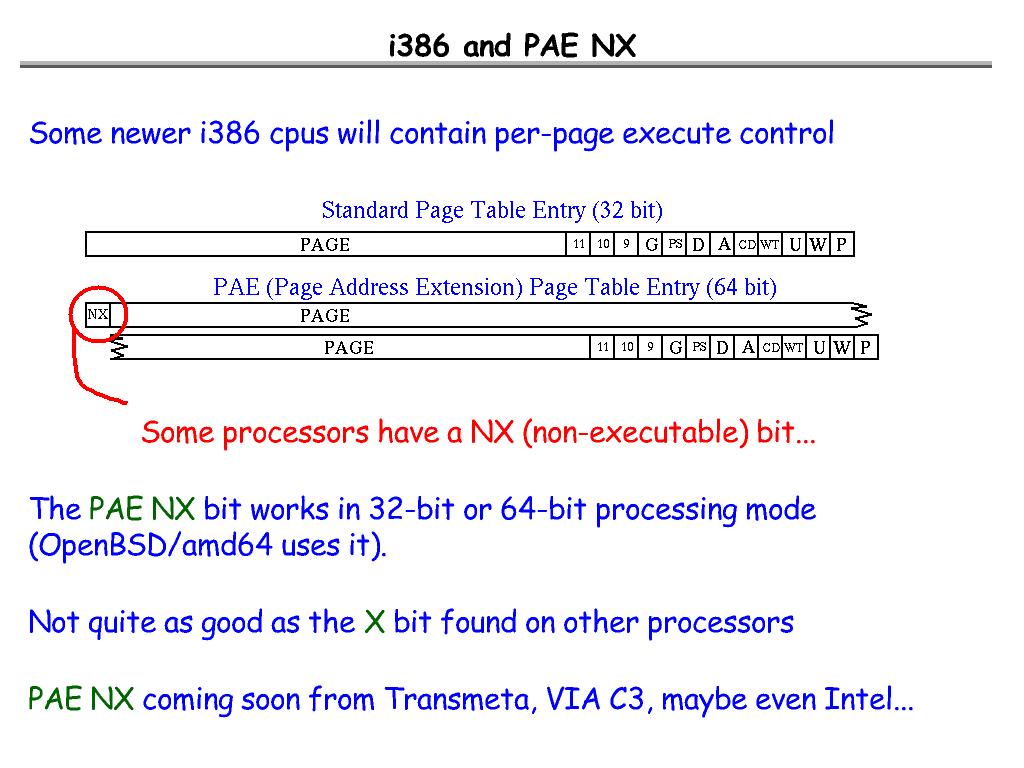 i386 and PAE NX
Some newer i386 cpus will contain per-page execute control
Standard Page Table Entry (32 bit)
PAGE 11 10 9 G PS D A CD WT U W P
PAE (Page Address Extension) Page Table Entry (64 bit)
NX PAGE
PAGE 11 10 9 G PS D A CD WT U W P
Some processors have a NX (non-executable) bit...
The PAE NX bit works in 32-bit or 64-bit processing mode
(OpenBSD/amd64 uses it).
Not quite as good as the X bit found on other processors
PAE NX coming soon from Transmeta, VIA C3, maybe even Intel...